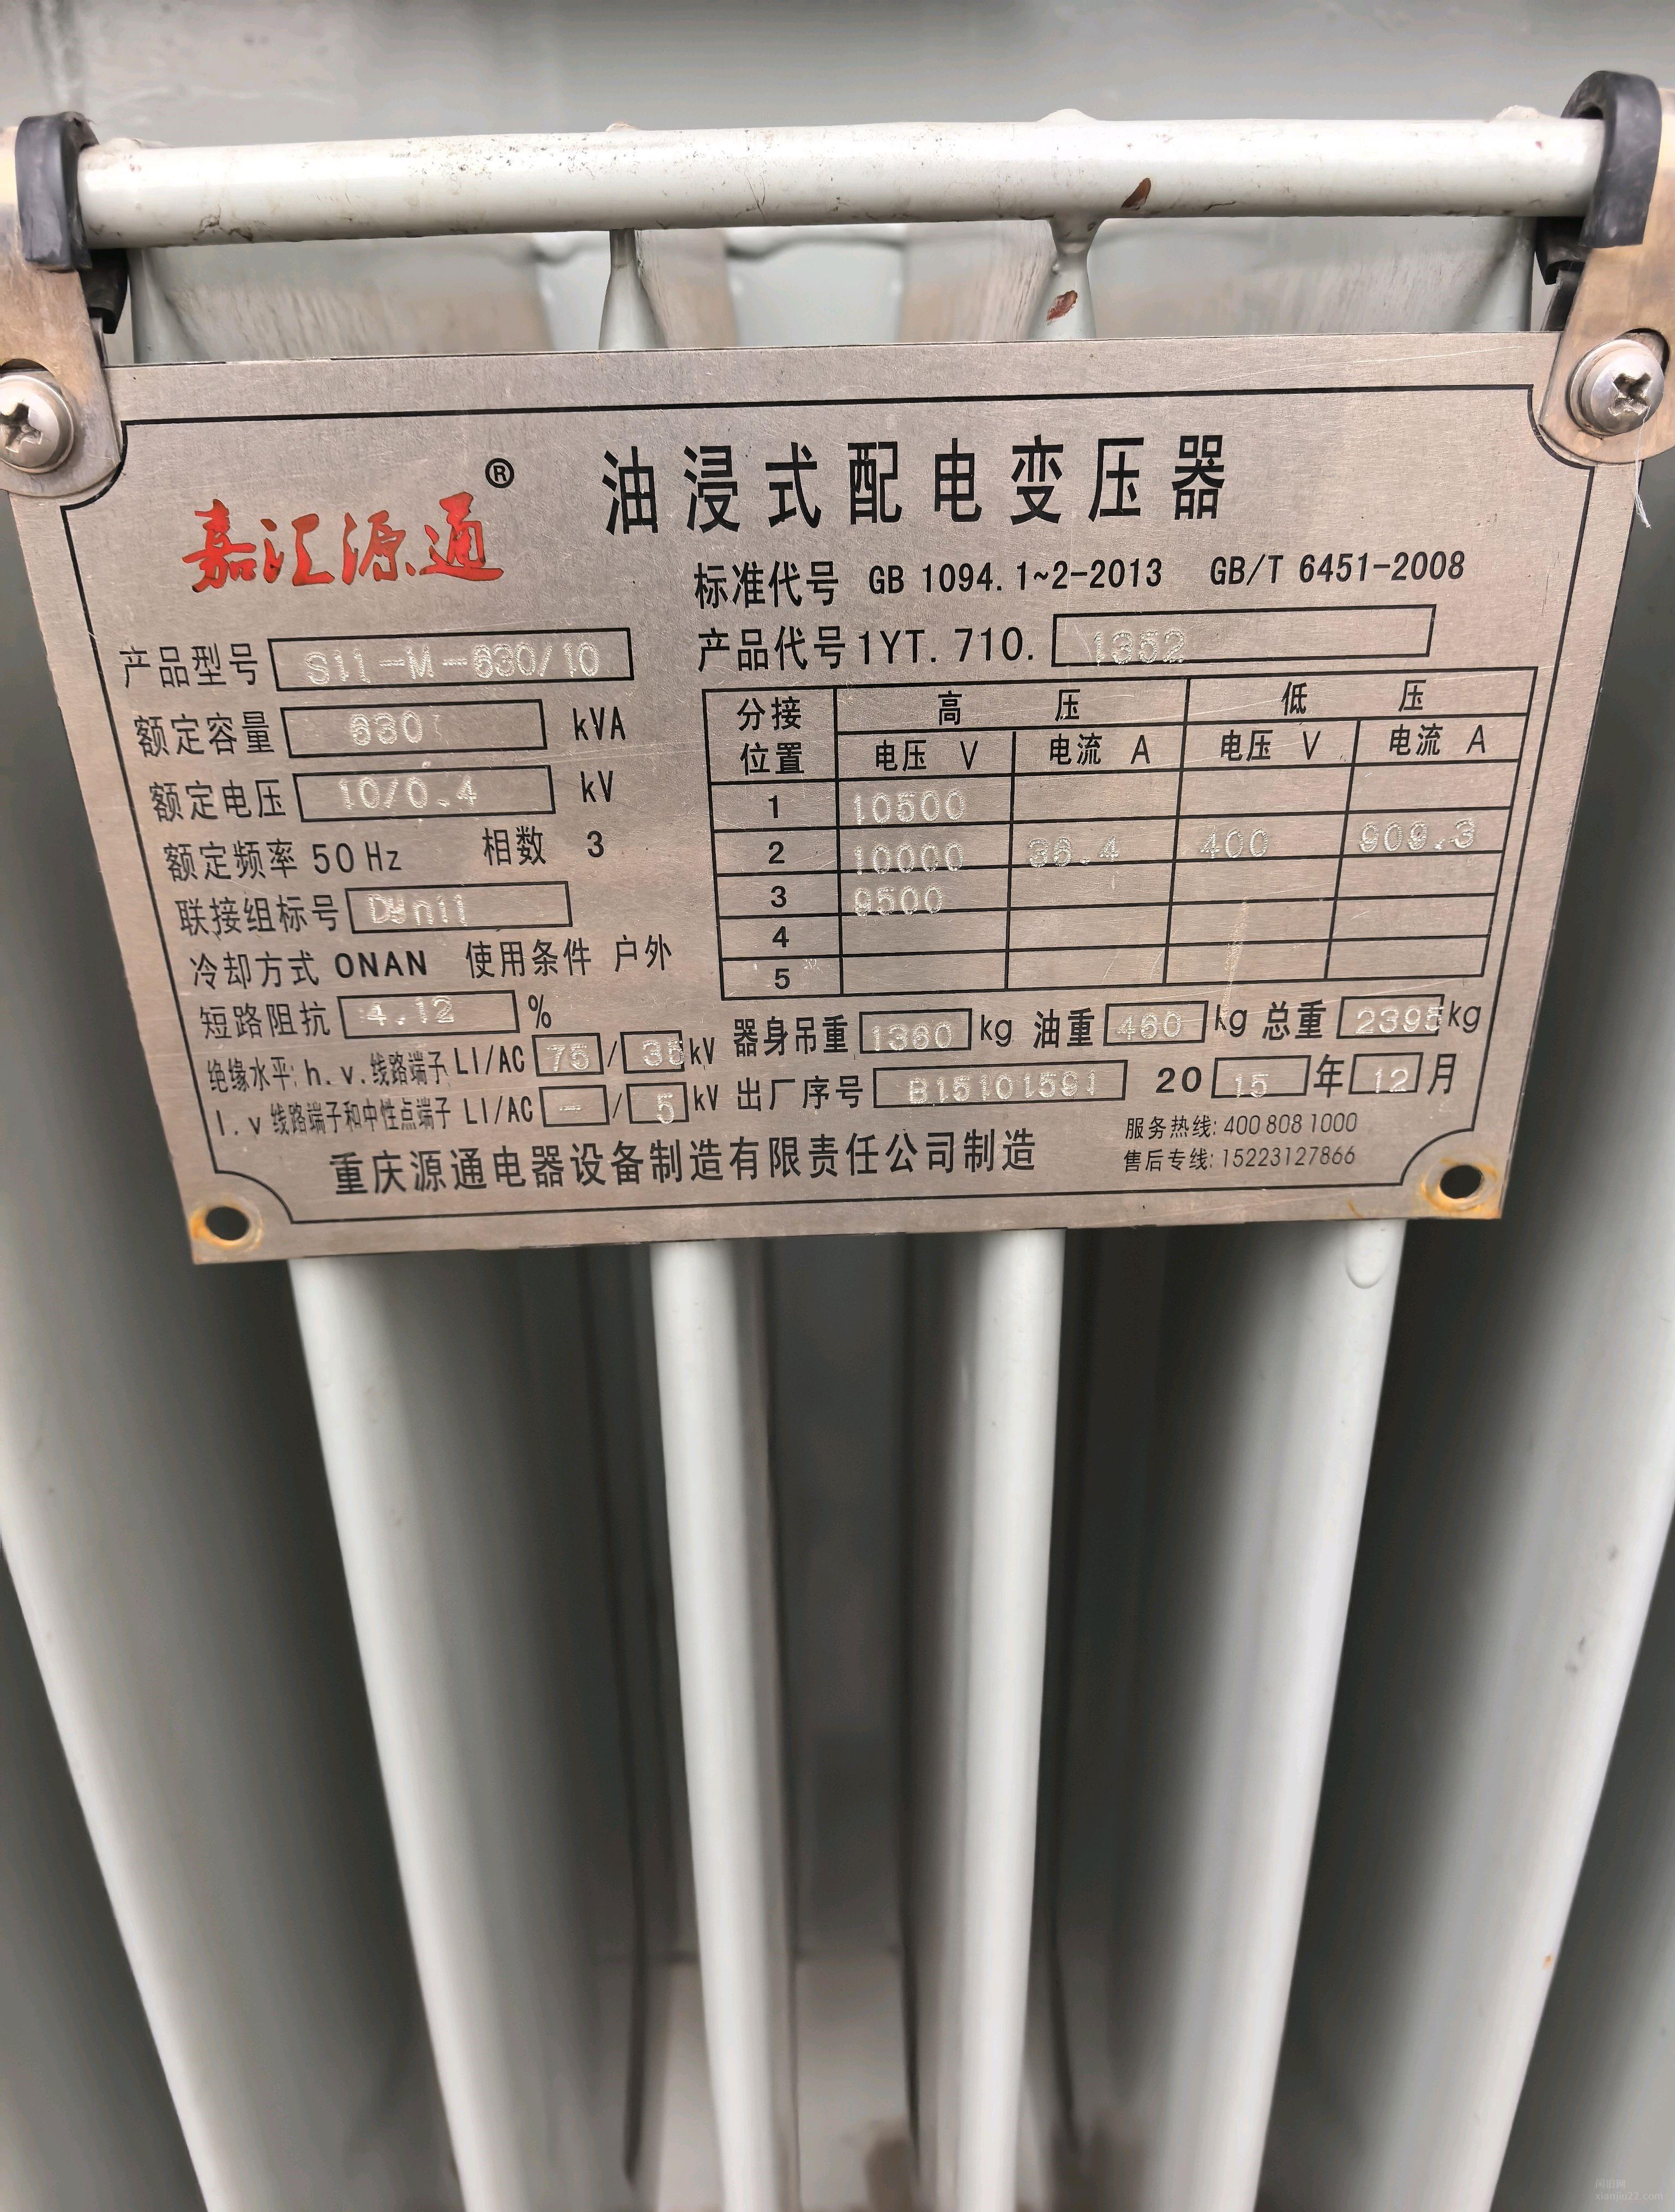 嘉汇源通®
油浸式配电变压器
标准代号 GB 1094.1~2-2013 GB/T 6451-2008
产品型号 S11-M-630/10
产品代号 1YT.710. 1352
额定容量 630 kVA
额定电压 10/0.4 kV
额定频率 50Hz 相数 3
联接组标号 Dyn11
冷却方式 ONAN 使用条件 户外
短路阻抗 4.12 %
绝缘水平: h.v.线路端子 LI/AC 75 / 35 kV
l.v 线路端子和中性点端子 LI/AC - / 5 kV
分接位置 高压 低压
电压 V 电流 A 电压 V 电流 A
1 10500
2 10000 36.4 400 909.3
3 9500
4
5
器身吊重 1360 kg 油重 460 kg 总重 2395 kg
出厂序号 B15101591 20 15 年 12 月
服务热线: 400 808 1000
重庆源通电器设备制造有限责任公司制造
售后专线: 15223127866
xianjiu22.com